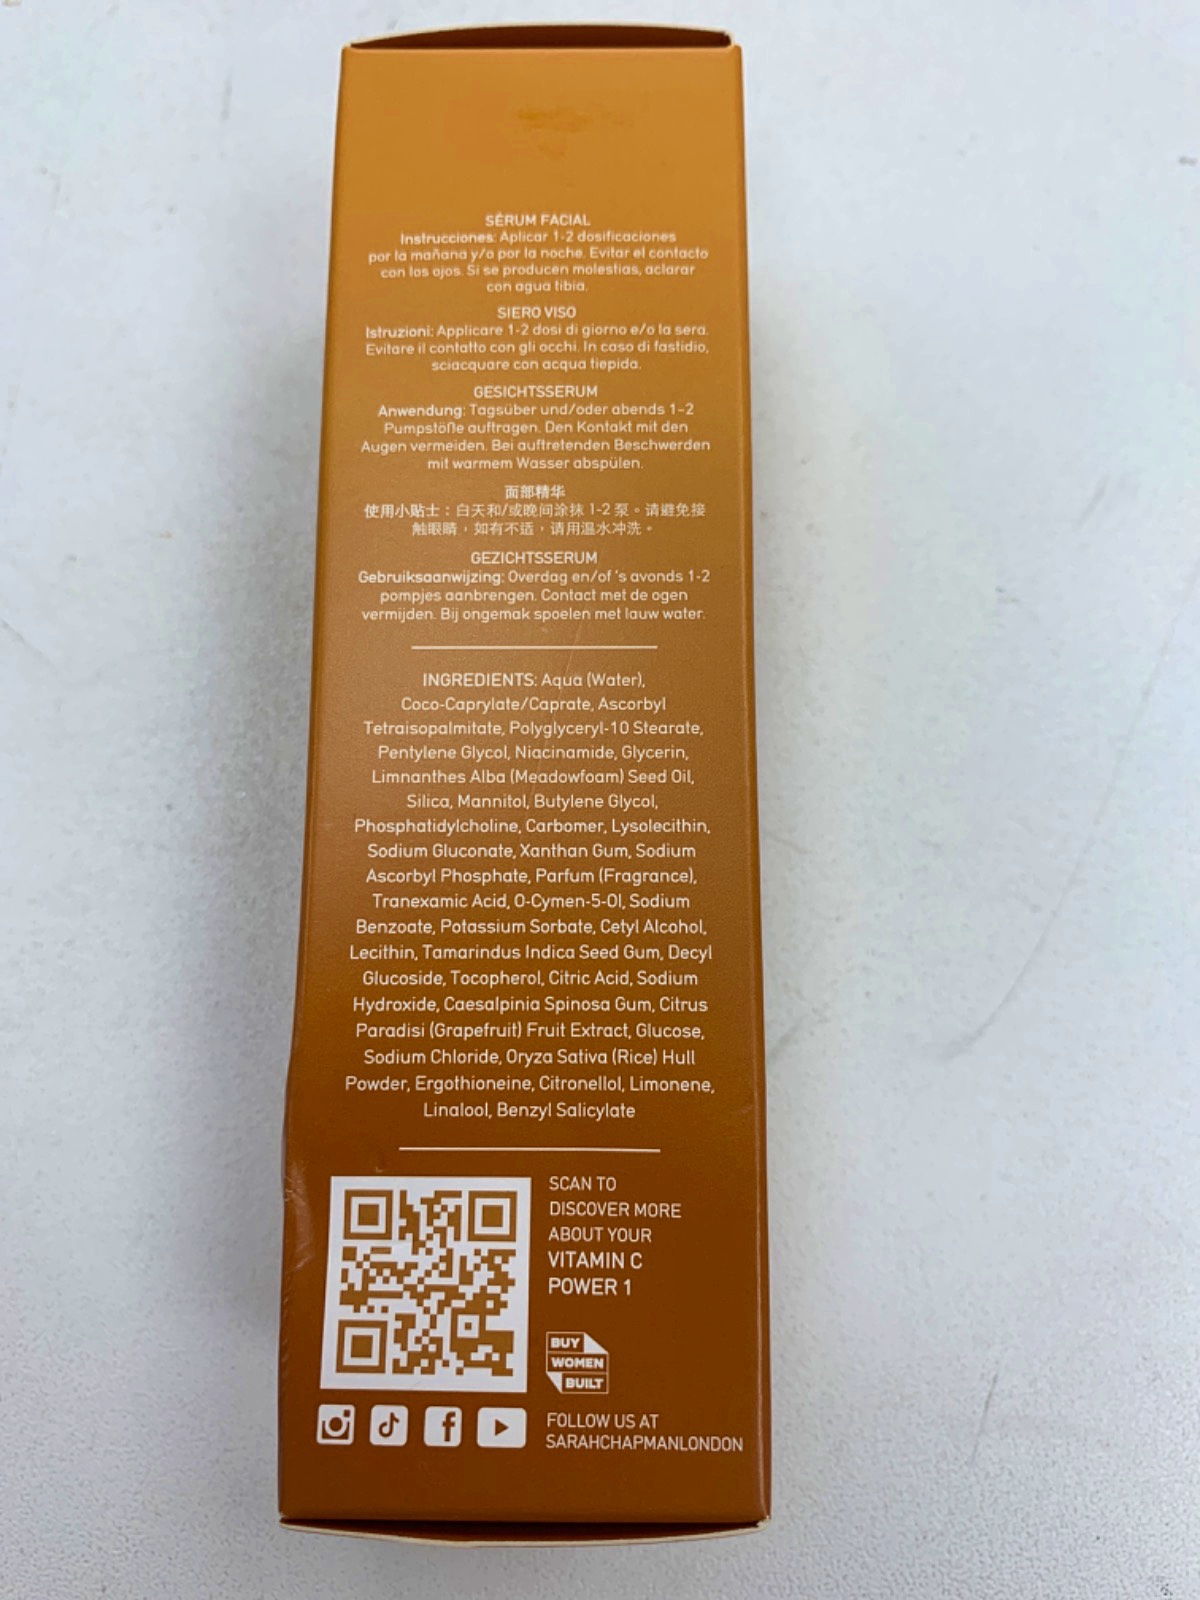 SÉRUM FACIAL
Instrucciones: Aplicar 1-2 dosificaciones
por la mañana y/o por la noche. Evitar el contacto
con los ojos. Si se producen molestias, aclarar
con agua tibia.
SIERO VISO
Istruzioni: Applicare 1-2 dosi di giorno e/o la sera.
Evitare il contatto con gli occhi. In caso di fastidio,
sciacquare con acqua tiepida.
GESICHTSSERUM
Anwendung: Tagsüber und/oder abends 1-2
Pumpstöße auftragen. Den Kontakt mit den
Augen vermeiden. Bei auftretenden Beschwerden
mit warmem Wasser abspülen.
面部精华
使用小贴士：白天和/或晚间涂抹 1-2 泵。请避免接
触眼睛，如有不适，请用温水冲洗。
GEZICHTSSERUM
Gebruiksaanwijzing: Overdag en/of 's avonds 1-2
pompjes aanbrengen. Contact met de ogen
vermijden. Bij ongemak spoelen met lauw water.
INGREDIENTS: Aqua (Water),
Coco-Caprylate/Caprate, Ascorbyl
Tetraisopalmitate, Polyglyceryl-10 Stearate,
Pentylene Glycol, Niacinamide, Glycerin,
Limnanthes Alba (Meadowfoam) Seed Oil,
Silica, Mannitol, Butylene Glycol,
Phosphatidylcholine, Carbomer, Lysolecithin,
Sodium Gluconate, Xanthan Gum, Sodium
Ascorbyl Phosphate, Parfum (Fragrance),
Tranexamic Acid, O-Cymen-5-Ol, Sodium
Benzoate, Potassium Sorbate, Cetyl Alcohol,
Lecithin, Tamarindus Indica Seed Gum, Decyl
Glucoside, Tocopherol, Citric Acid, Sodium
Hydroxide, Caesalpinia Spinosa Gum, Citrus
Paradisi (Grapefruit) Fruit Extract, Glucose,
Sodium Chloride, Oryza Sativa (Rice) Hull
Powder, Ergothioneine, Citronellol, Limonene,
Linalool, Benzyl Salicylate
SCAN TO
DISCOVER MORE
ABOUT YOUR
VITAMIN C
POWER 1
BUY
WOMEN
BUILT
FOLLOW US AT
SARAHCHAPMANLONDON